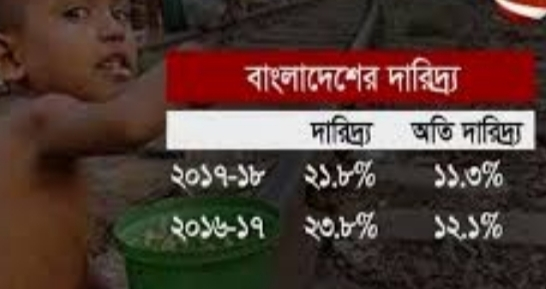 বাংলাদেশের দারিদ্র্য
দারিদ্র্য অতি দারিদ্র্য
২০১৭-১৮ ২১.৮% ১১.৩%
২০১৬-১৭ ২৩.৮% ১২.১%